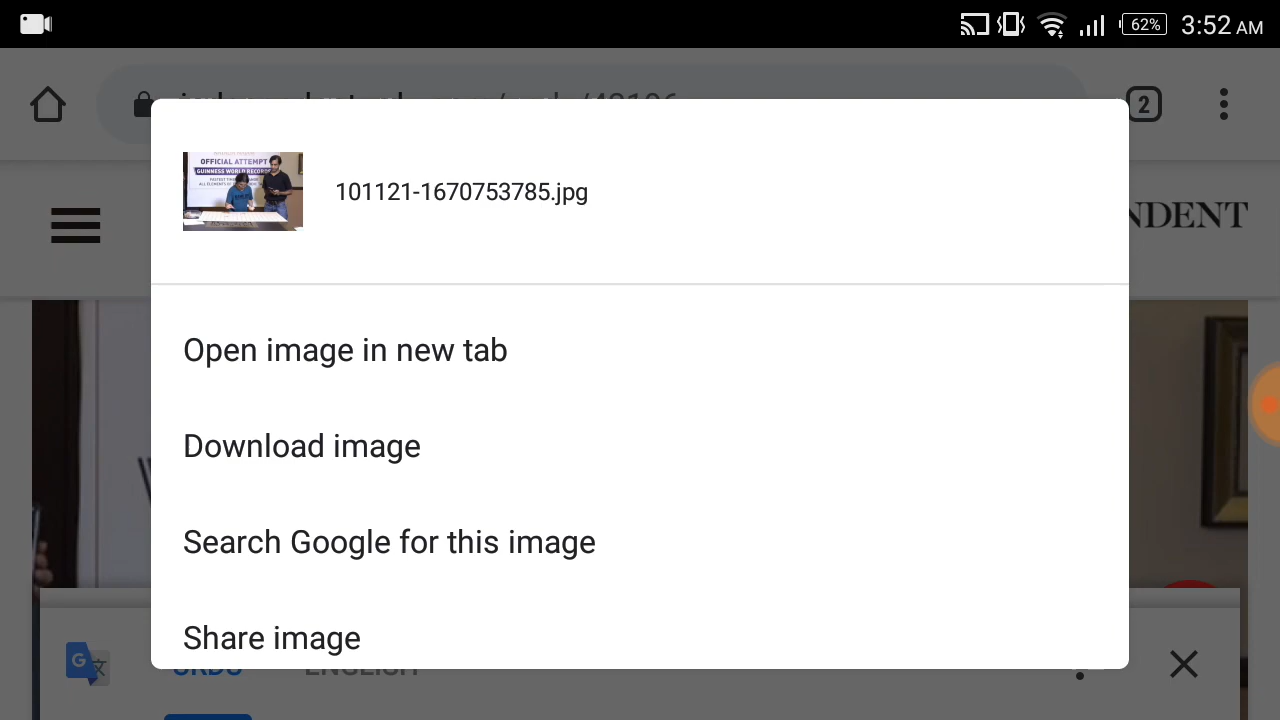 62%
3:52 AM
2
101121-1670753785.jpg
OFFICIAL ATTEMPT
GUINNESS WORLD RECORDS
NDENT
Open image in new tab
Download image
Search Google for this image
Share image
URDU
ENGLISH